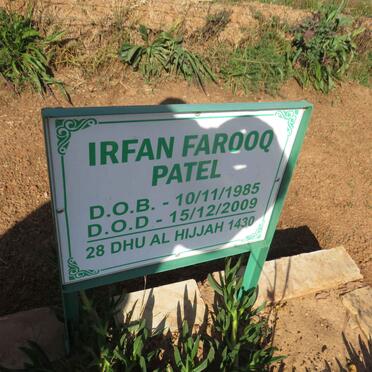 IRFAN FAROOQ
PATEL
D.O.B. - 10/11/1985
D.O.D - 15/12/2009
28 DHU AL HIJJAH 1430